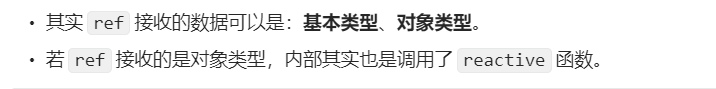 • 其实 ref 接收的数据可以是：基本类型、对象类型。
• 若 ref 接收的是对象类型，内部其实也是调用了 reactive 函数。